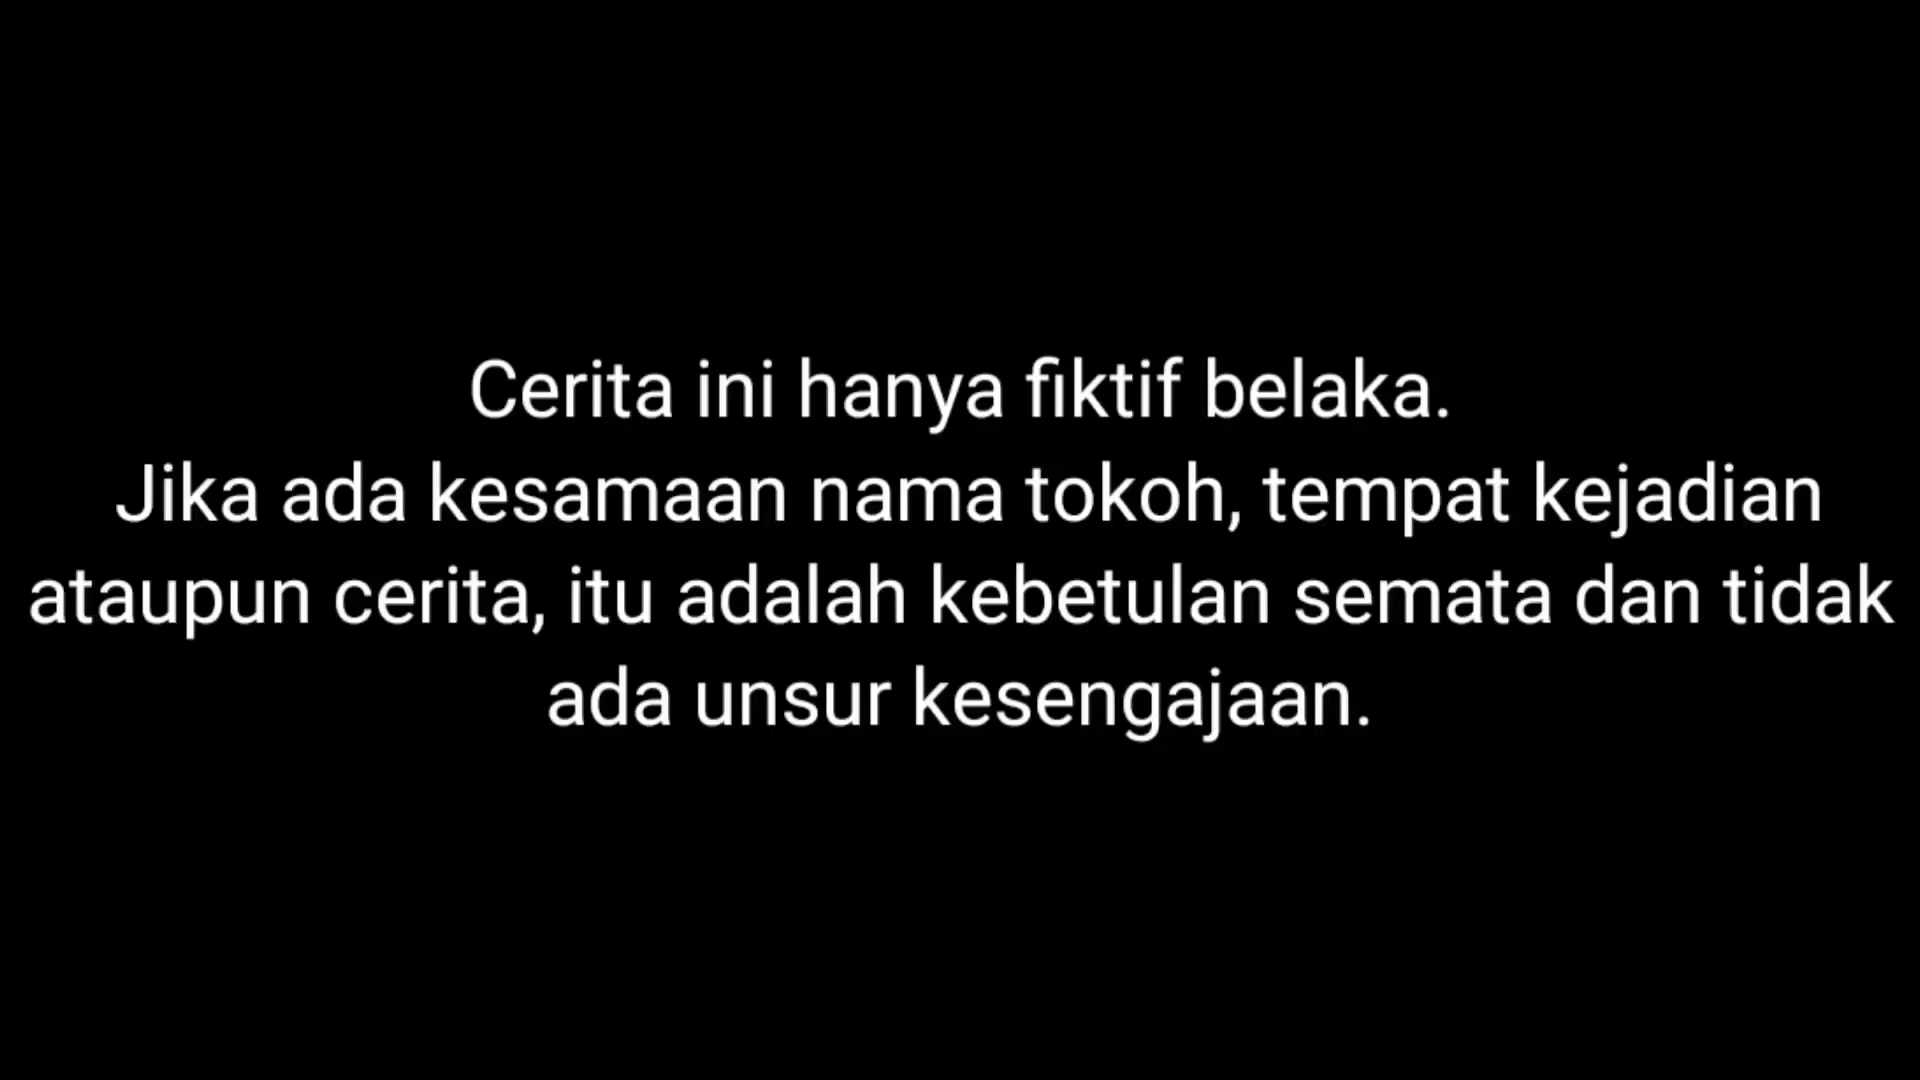 Cerita ini hanya fiktif belaka.
Jika ada kesamaan nama tokoh, tempat kejadian
ataupun cerita, itu adalah kebetulan semata dan tidak
ada unsur kesengajaan.